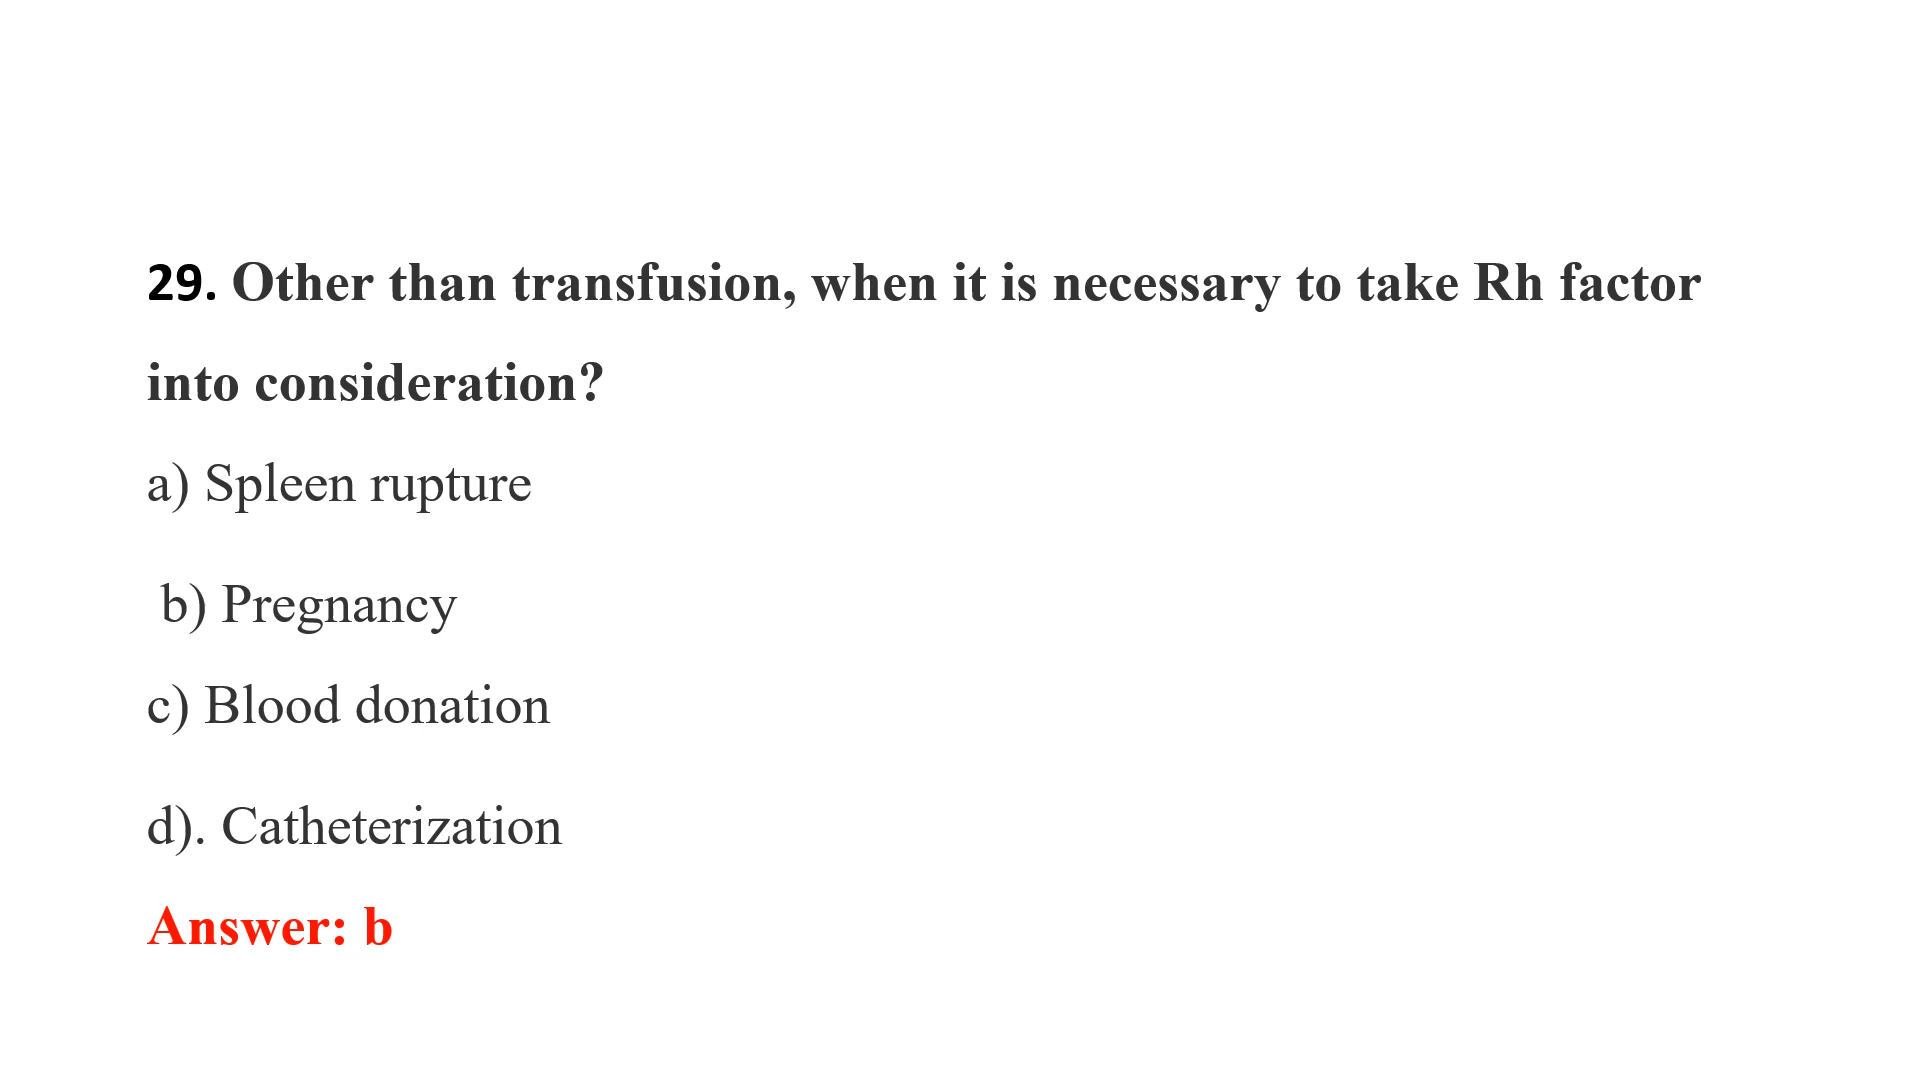 29. Other than transfusion, when it is necessary to take Rh factor
into consideration?
a) Spleen rupture
b) Pregnancy
c) Blood donation
d). Catheterization
Answer: b